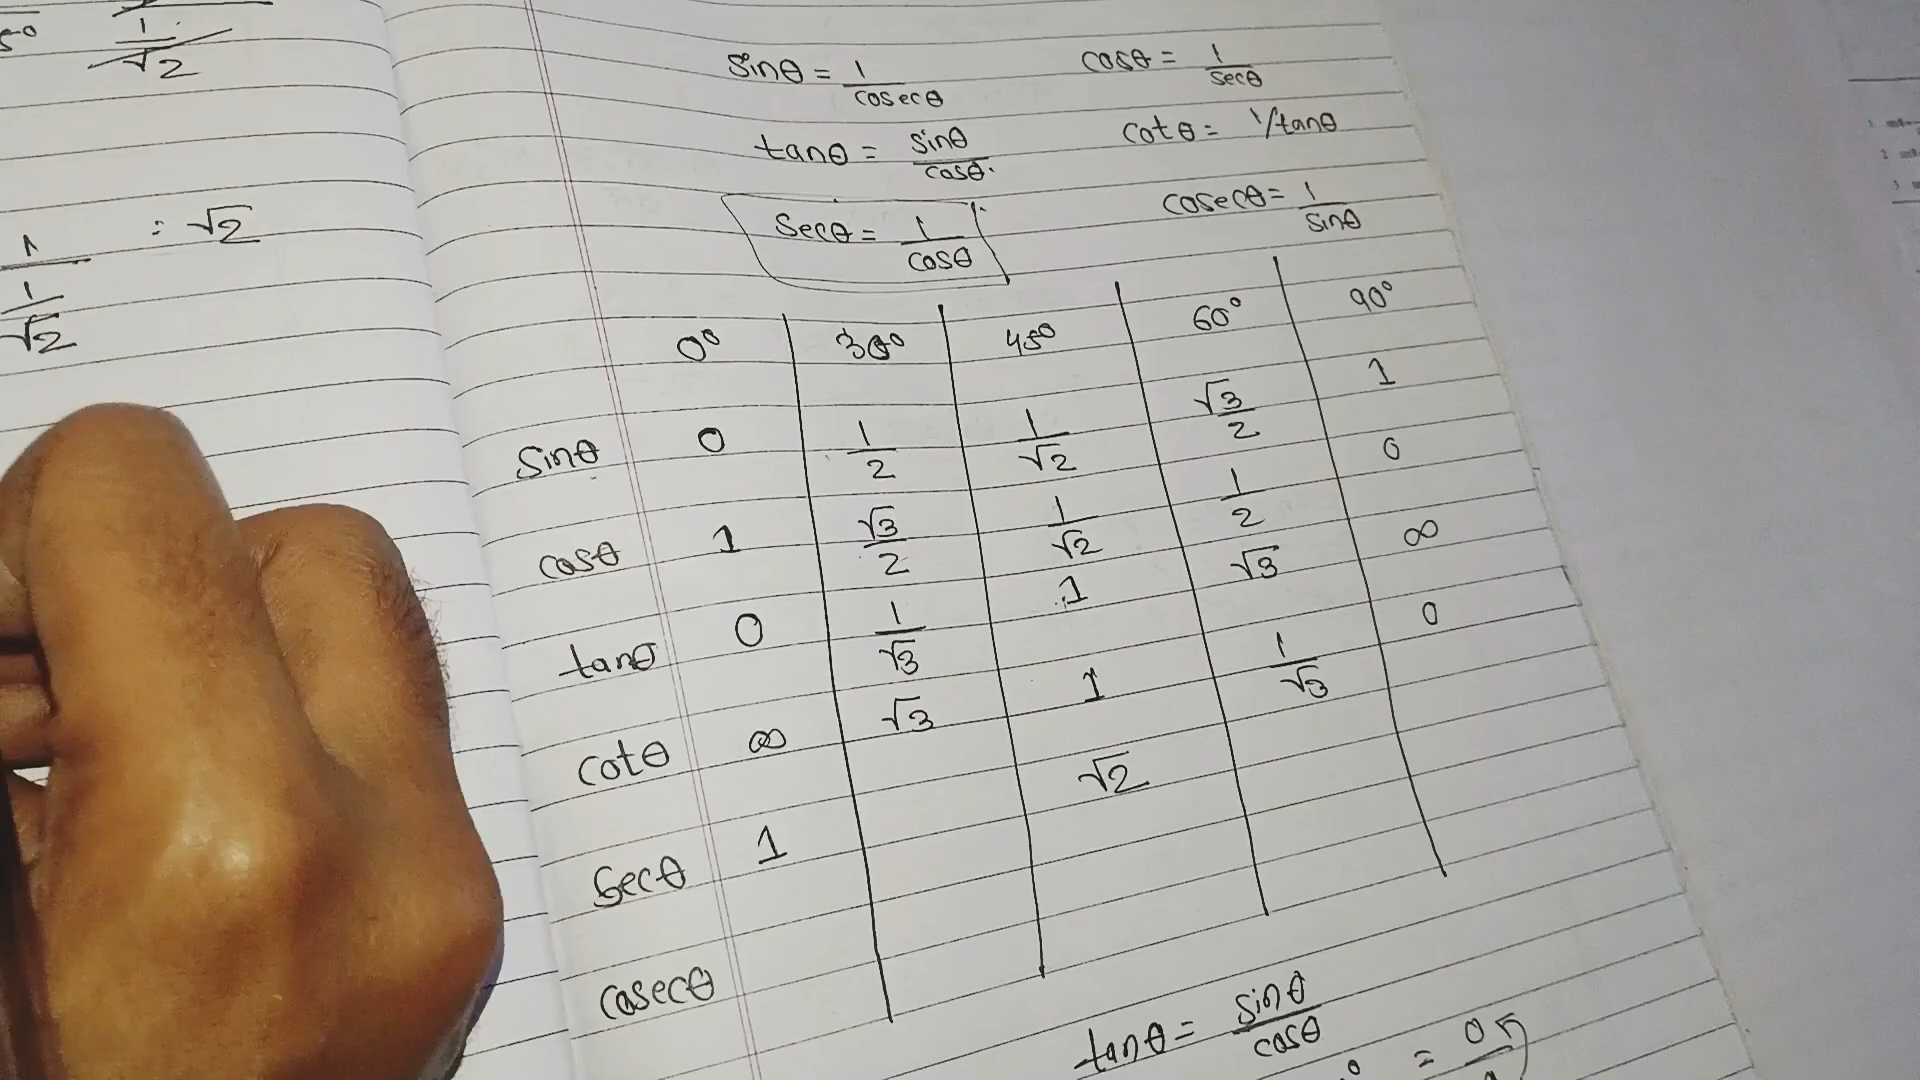 5° 1/√2
1/(1/√2) = √2
sinθ = 1/cosecθ cosθ = 1/secθ
tanθ = sinθ/cosθ. cotθ = 1/tanθ
secθ = 1/cosθ cosecθ = 1/sinθ
0° 30° 45° 60° 90°
sinθ 0 1/2 1/√2 √3/2 1
cosθ 1 √3/2 1/√2 1/2 0
tanθ 0 1/√3 1 √3 ∞
cotθ ∞ √3 1 1/√3 0
secθ 1 √2
cosecθ
tanθ = sinθ/cosθ
° = 0